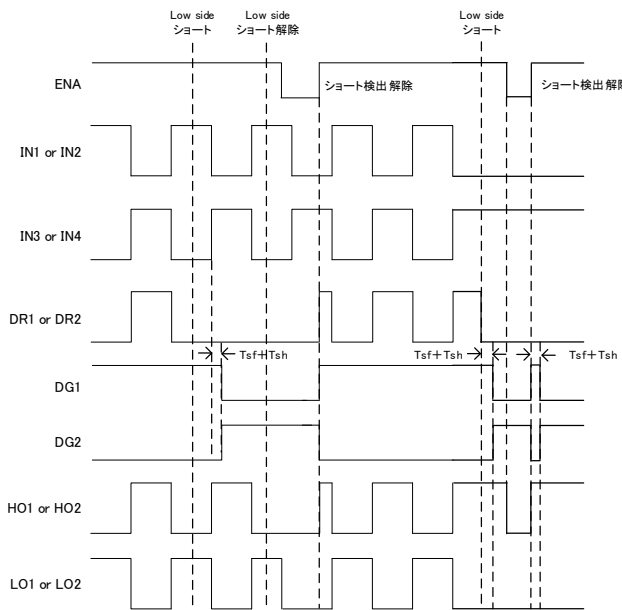 Low side
ショート
Low side
ショート解除
Low side
ショート
ENA
ショート検出解除
ショート検出解除
IN1 or IN2
IN3 or IN4
DR1 or DR2
Tsf+Tsh
Tsf+Tsh
Tsf+Tsh
DG1
DG2
HO1 or HO2
LO1 or LO2